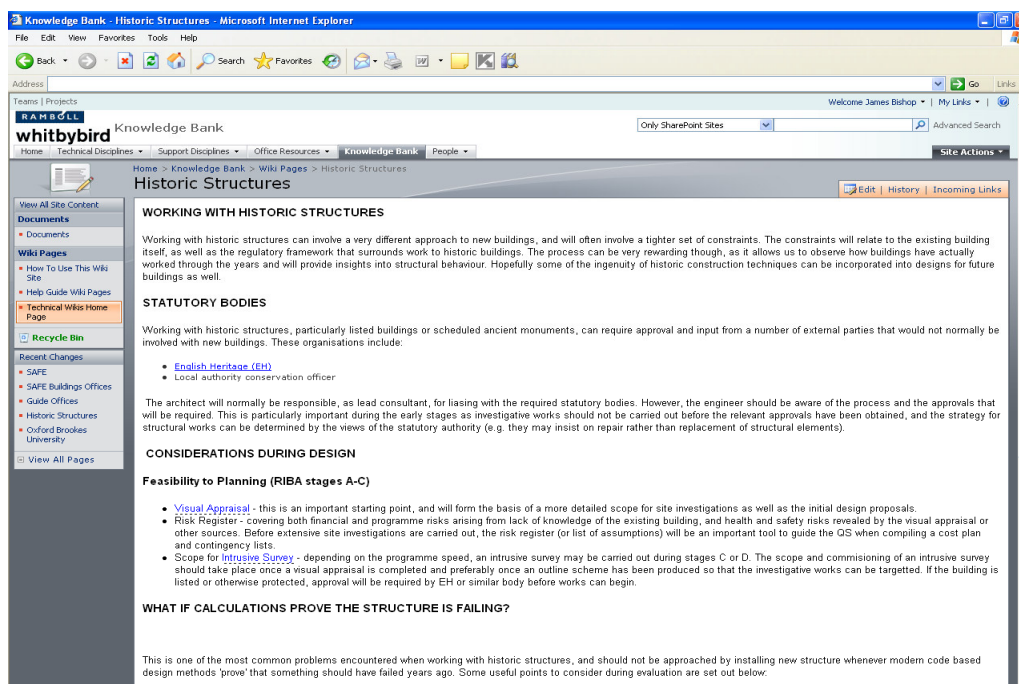 Knowledge Bank - Historic Structures - Microsoft Internet Explorer
File Edit View Favorites Tools Help
Back Search Favorites
Address Go Links
Teams | Projects Welcome James Bishop | My Links |
RAMBOLL
whitbybird Knowledge Bank Only SharePoint Sites Advanced Search
Home Technical Disciplines Support Disciplines Office Resources Knowledge Bank People Site Actions
Home > Knowledge Bank > Wiki Pages > Historic Structures
Historic Structures
Edit | History | Incoming Links
View All Site Content
Documents
Documents
Wiki Pages
How To Use This Wiki
Site
Help Guide Wiki Pages
Technical Wikis Home
Page
Recycle Bin
Recent Changes
SAFE
SAFE Buildings Offices
Guide Offices
Historic Structures
Oxford Brookes
University
View All Pages
WORKING WITH HISTORIC STRUCTURES
Working with historic structures can involve a very different approach to new buildings, and will often involve a tighter set of constraints. The constraints will relate to the existing building
itself, as well as the regulatory framework that surrounds work to historic buildings. The process can be very rewarding though, as it allows us to observe how buildings have actually
worked through the years and will provide insights into structural behaviour. Hopefully some of the ingenuity of historic construction techniques can be incorporated into designs for future
buildings as well.
STATUTORY BODIES
Working with historic structures, particularly listed buildings or scheduled ancient monuments, can require approval and input from a number of external parties that would not normally be
involved with new buildings. These organisations include:
English Heritage (EH)
Local authority conservation officer
The architect will normally be responsible, as lead consultant, for liasing with the required statutory bodies. However, the engineer should be aware of the process and the approvals that
will be required. This is particularly important during the early stages as investigative works should not be carried out before the relevant approvals have been obtained, and the strategy for
structural works can be determined by the views of the statutory authority (e.g. they may insist on repair rather than replacement of structural elements).
CONSIDERATIONS DURING DESIGN
Feasibility to Planning (RIBA stages A-C)
Visual Appraisal - this is an important starting point, and will form the basis of a more detailed scope for site investigations as well as the initial design proposals.
Risk Register - covering both financial and programme risks arising from lack of knowledge of the existing building, and health and safety risks revealed by the visual appraisal or
other sources. Before extensive site investigations are carried out, the risk register (or list of assumptions) will be an important tool to guide the QS when compiling a cost plan
and contingency lists.
Scope for Intrusive Survey - depending on the programme speed, an intrusive survey may be carried out during stages C or D. The scope and commisioning of an intrusive survey
should take place once a visual appraisal is completed and preferably once an outline scheme has been produced so that the investigative works can be targetted. If the building is
listed or otherwise protected, approval will be required by EH or similar body before works can begin.
WHAT IF CALCULATIONS PROVE THE STRUCTURE IS FAILING?
This is one of the most common problems encountered when working with historic structures, and should not be approached by installing new structure whenever modern code based
design methods 'prove' that something should have failed years ago. Some useful points to consider during evaluation are set out below: